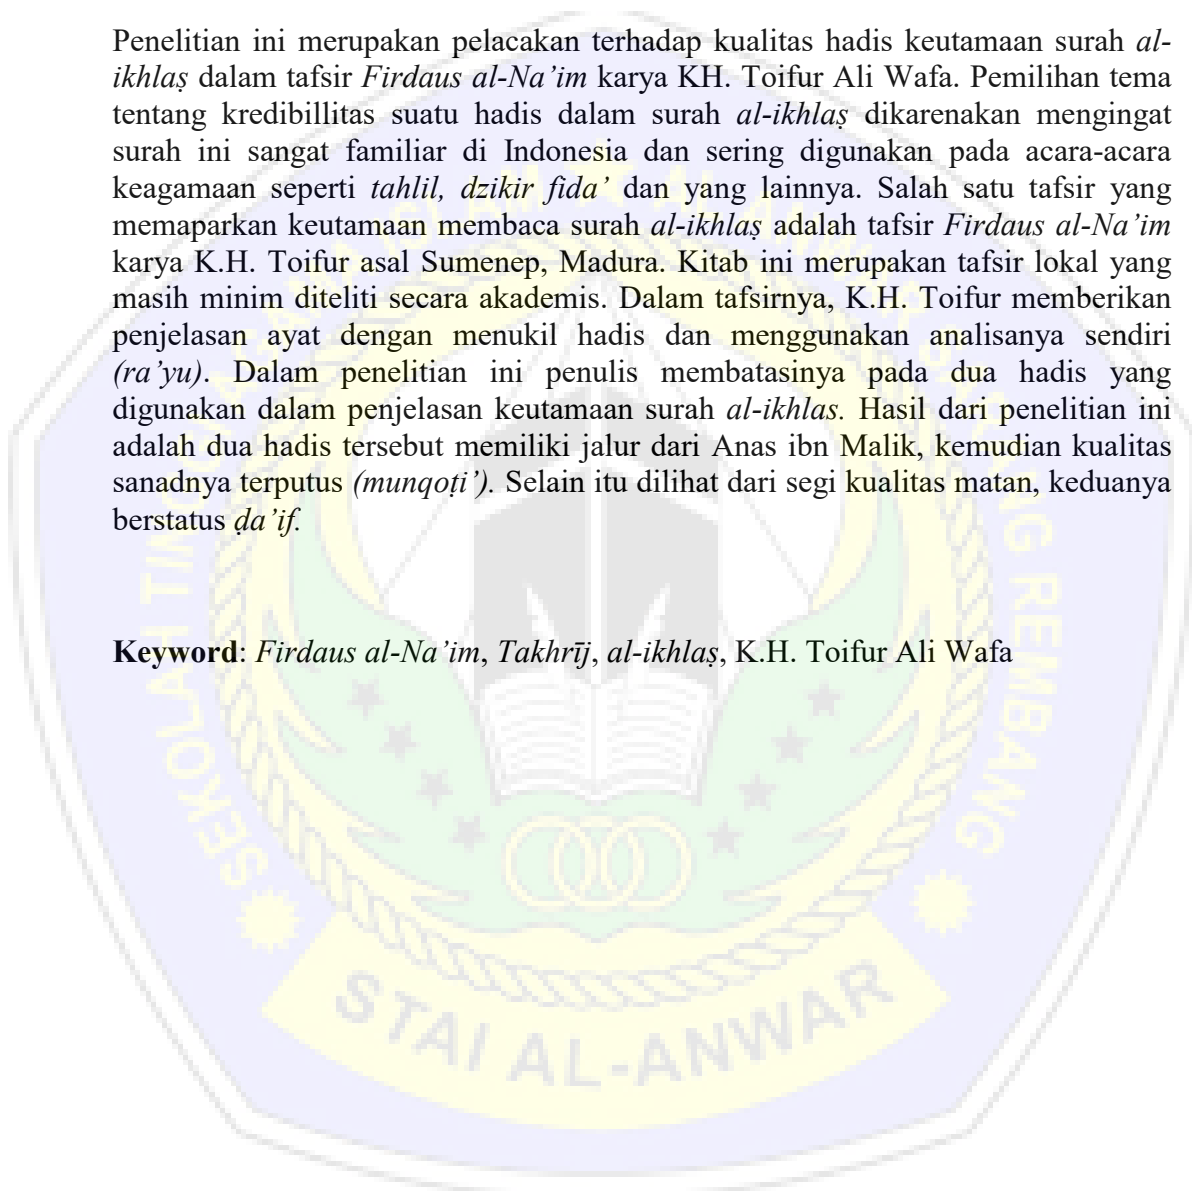 Penelitian ini merupakan pelacakan terhadap kualitas hadis keutamaan surah al-
ikhlaṣ dalam tafsir Firdaus al-Na’im karya KH. Toifur Ali Wafa. Pemilihan tema
tentang kredibillitas suatu hadis dalam surah al-ikhlaṣ dikarenakan mengingat
surah ini sangat familiar di Indonesia dan sering digunakan pada acara-acara
keagamaan seperti tahlil, dzikir fida’ dan yang lainnya. Salah satu tafsir yang
memaparkan keutamaan membaca surah al-ikhlaṣ adalah tafsir Firdaus al-Na’im
karya K.H. Toifur asal Sumenep, Madura. Kitab ini merupakan tafsir lokal yang
masih minim diteliti secara akademis. Dalam tafsirnya, K.H. Toifur memberikan
penjelasan ayat dengan menukil hadis dan menggunakan analisanya sendiri
(ra’yu). Dalam penelitian ini penulis membatasinya pada dua hadis yang
digunakan dalam penjelasan keutamaan surah al-ikhlas. Hasil dari penelitian ini
adalah dua hadis tersebut memiliki jalur dari Anas ibn Malik, kemudian kualitas
sanadnya terputus (munqoṭi’). Selain itu dilihat dari segi kualitas matan, keduanya
berstatus ḍa’if.
Keyword: Firdaus al-Na’im, Takhrīj, al-ikhlaṣ, K.H. Toifur Ali Wafa
SEKOLAH TINGGI AGAMA ISLAM AL ANWAR SARANG REMBANG
STAI AL-ANWAR